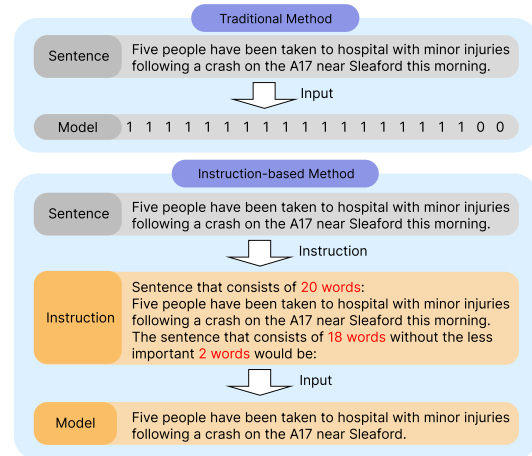 Traditional Method
Sentence
Five people have been taken to hospital with minor injuries
following a crash on the A17 near Sleaford this morning.
Input
Model
1 1 1 1 1 1 1 1 1 1 1 1 1 1 1 1 1 1 0 0
Instruction-based Method
Sentence
Five people have been taken to hospital with minor injuries
following a crash on the A17 near Sleaford this morning.
Instruction
Instruction
Sentence that consists of 20 words:
Five people have been taken to hospital with minor injuries
following a crash on the A17 near Sleaford this morning.
The sentence that consists of 18 words without the less
important 2 words would be:
Input
Model
Five people have been taken to hospital with minor injuries
following a crash on the A17 near Sleaford.